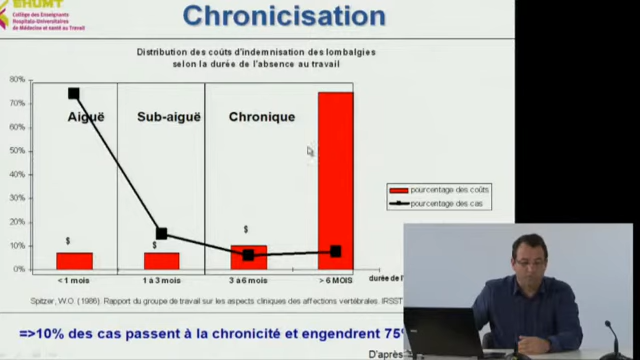 EHUMT
Collège des Enseignants
Hospitalo-Universitaires
de Médecine et santé au Travail
Chronicisation
Distribution des coûts d'indemnisation des lombalgies
selon la durée de l'absence au travail
80%
70%
60%
50%
40%
30%
20%
10%
0%
Aiguë
Sub-aiguë
Chronique
$
$
$
< 1 mois
1 à 3 mois
3 à 6 mois
> 6 MOIS
durée de l'
pourcentage des coûts
pourcentage des cas
Spitzer, W.O. (1986). Rapport du groupe de travail sur les aspects cliniques des affections vertébrales. IRSST
=>10% des cas passent à la chronicité et engendrent 75%
D'après